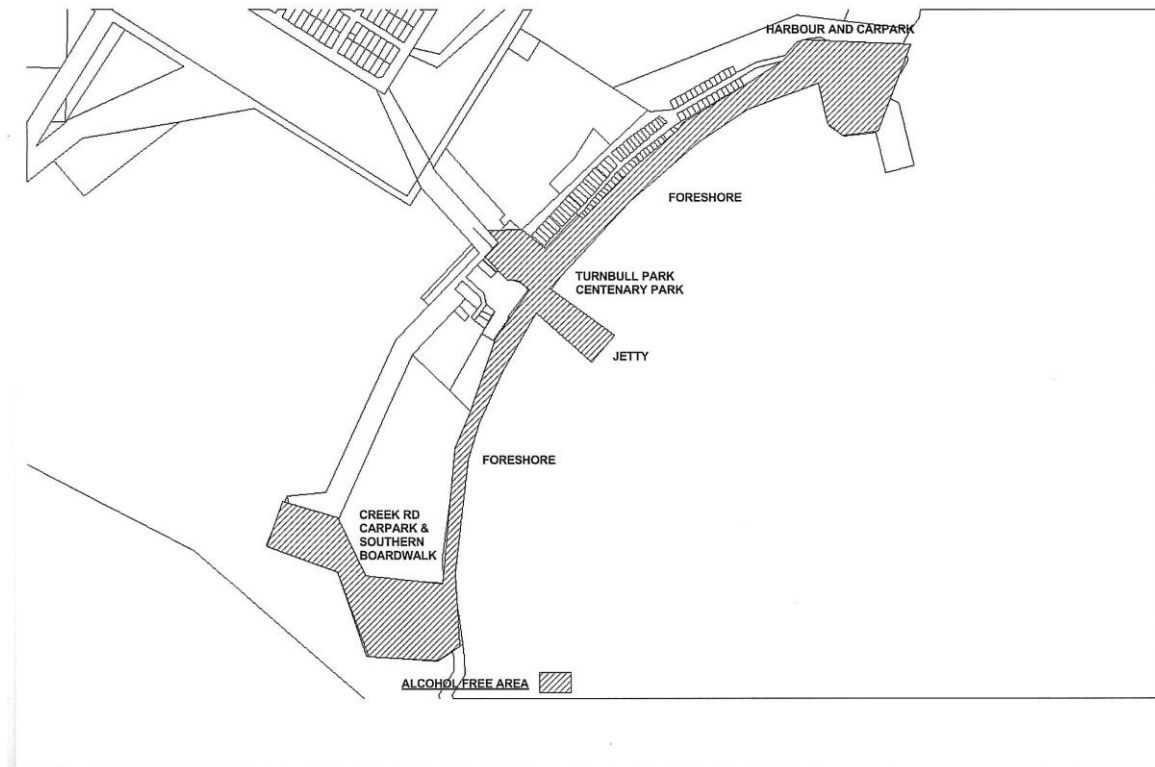 HARBOUR AND CARPARK
FORESHORE
TURNBULL PARK
CENTENARY PARK
JETTY
FORESHORE
CREEK RD
CARPARK &
SOUTHERN
BOARDWALK
ALCOHOL FREE AREA